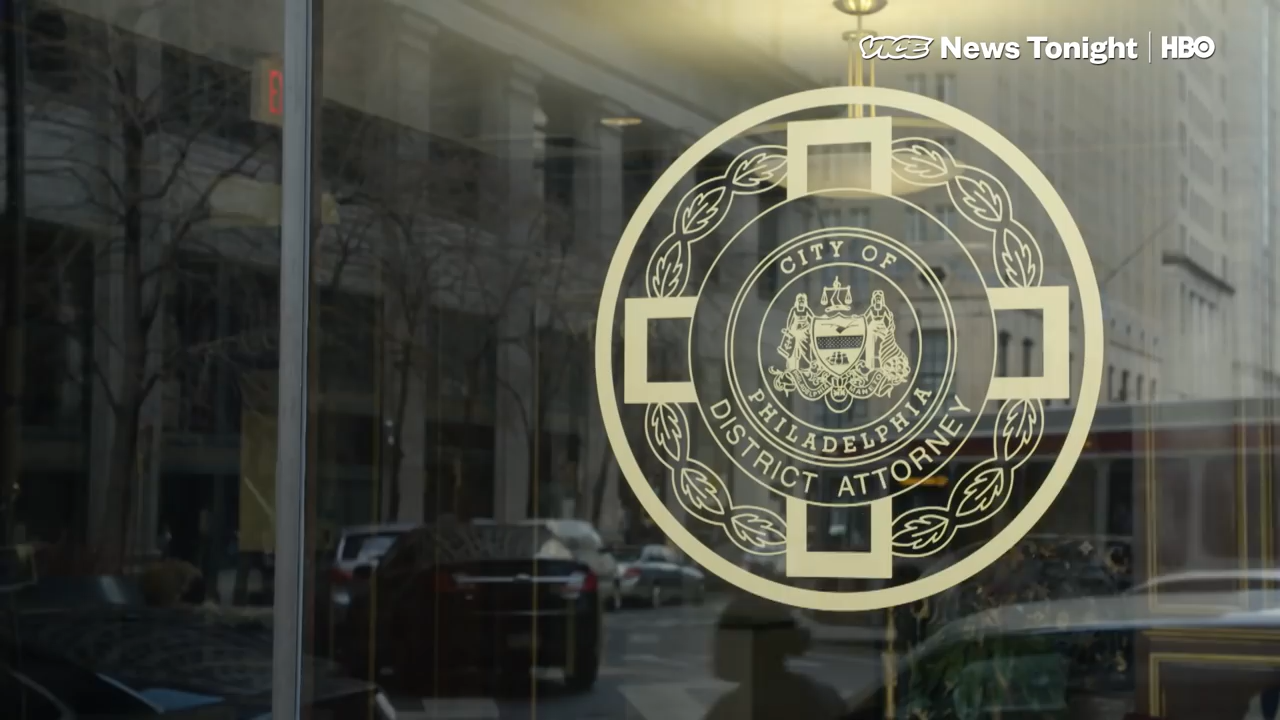 VICE News Tonight | HBO
CITY OF
PHILADELPHIA
DISTRICT ATTORNEY